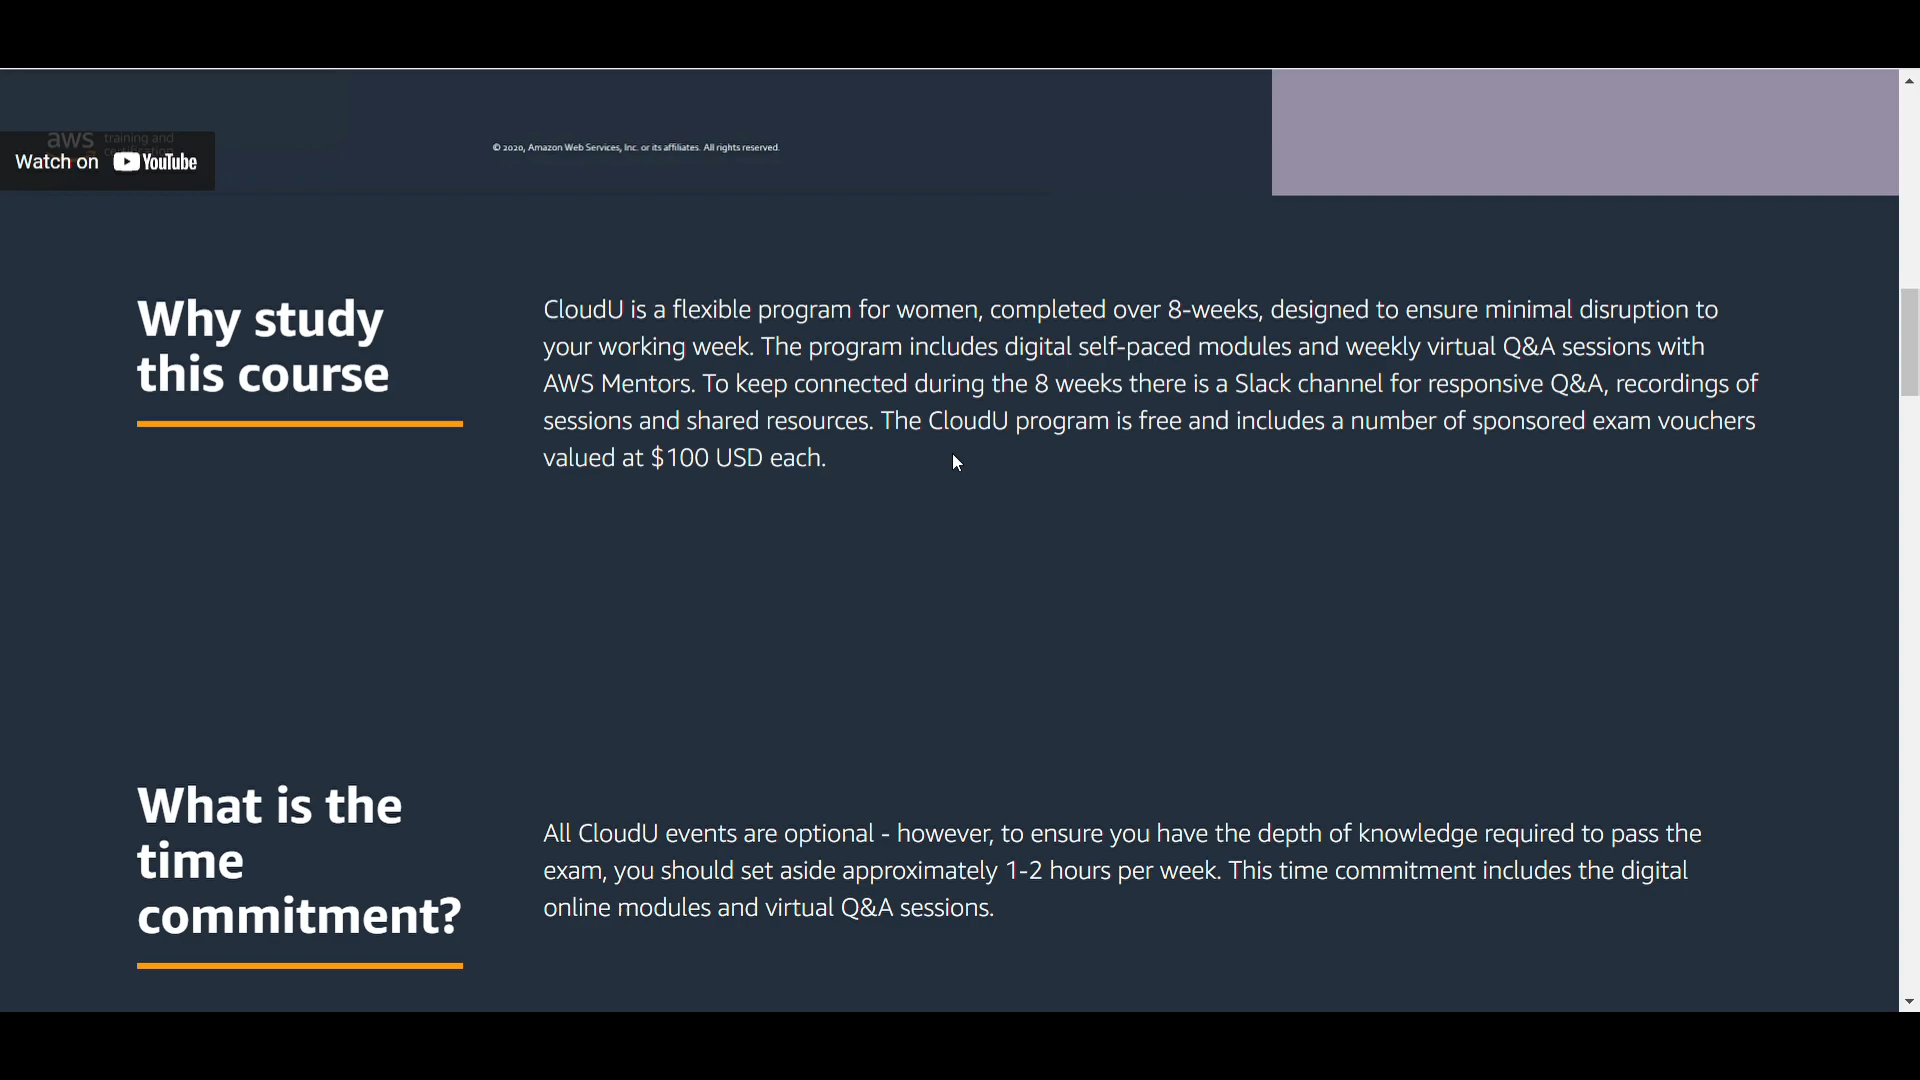 aws training and
certification
Watch on YouTube
© 2020, Amazon Web Services, Inc. or its affiliates. All rights reserved.
Why study
this course
CloudU is a flexible program for women, completed over 8-weeks, designed to ensure minimal disruption to
your working week. The program includes digital self-paced modules and weekly virtual Q&A sessions with
AWS Mentors. To keep connected during the 8 weeks there is a Slack channel for responsive Q&A, recordings of
sessions and shared resources. The CloudU program is free and includes a number of sponsored exam vouchers
valued at $100 USD each.
What is the
time
commitment?
All CloudU events are optional - however, to ensure you have the depth of knowledge required to pass the
exam, you should set aside approximately 1-2 hours per week. This time commitment includes the digital
online modules and virtual Q&A sessions.